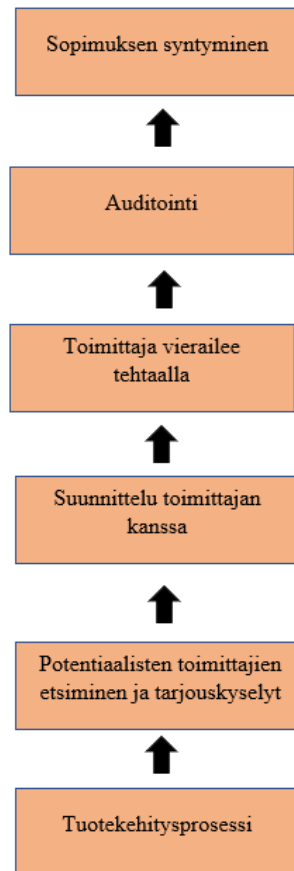 Sopimuksen syntyminen
Auditointi
Toimittaja vierailee
tehtaalla
Suunnittelu toimittajan
kanssa
Potentiaalisten toimittajien
etsiminen ja tarjouskyselyt
Tuotekehitysprosessi